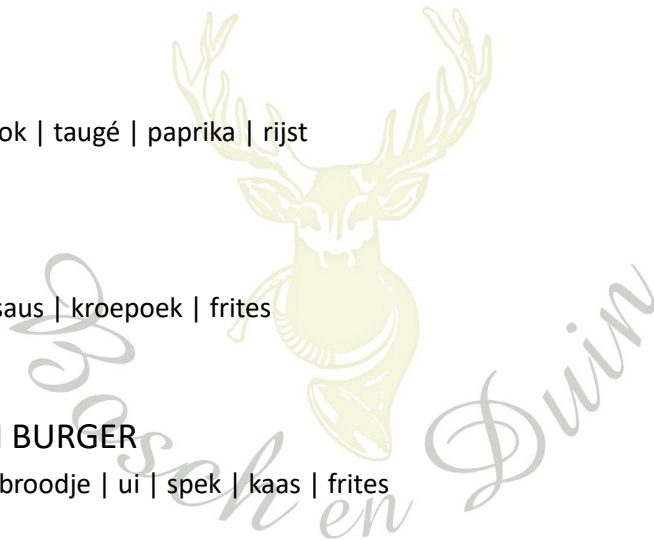 ok | taugé | paprika | rijst
saus | kroepoek | frites
BURGER
broodje | ui | spek | kaas | frites
Bosch en Duin